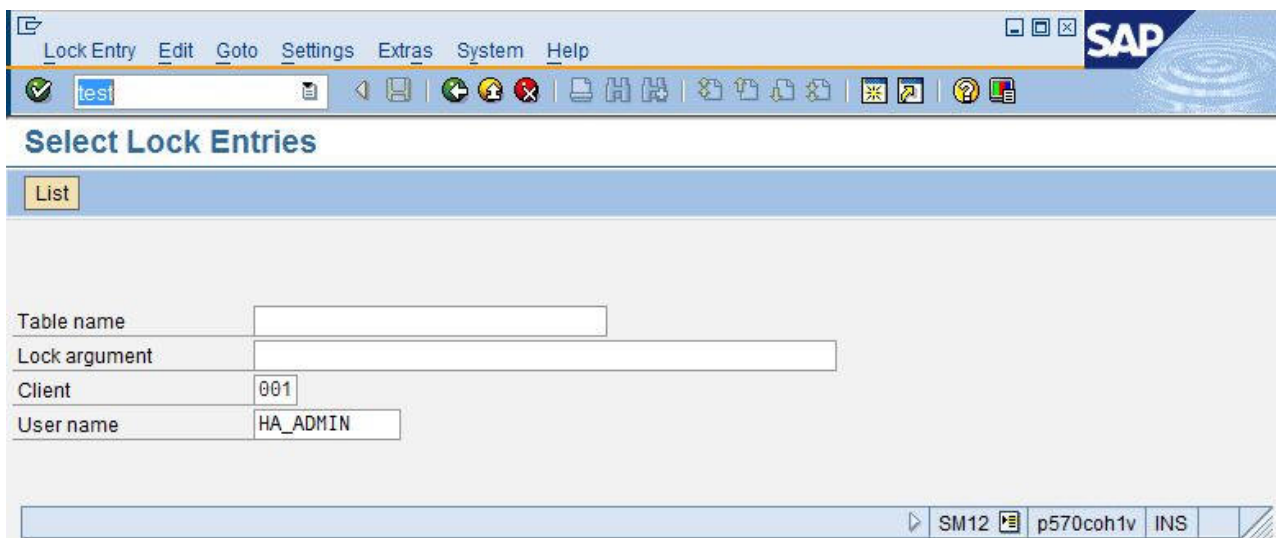 Lock Entry Edit Goto Settings Extras System Help
SAP
test
Select Lock Entries
List
Table name
Lock argument
Client 001
User name HA_ADMIN
SM12 p570coh1v INS